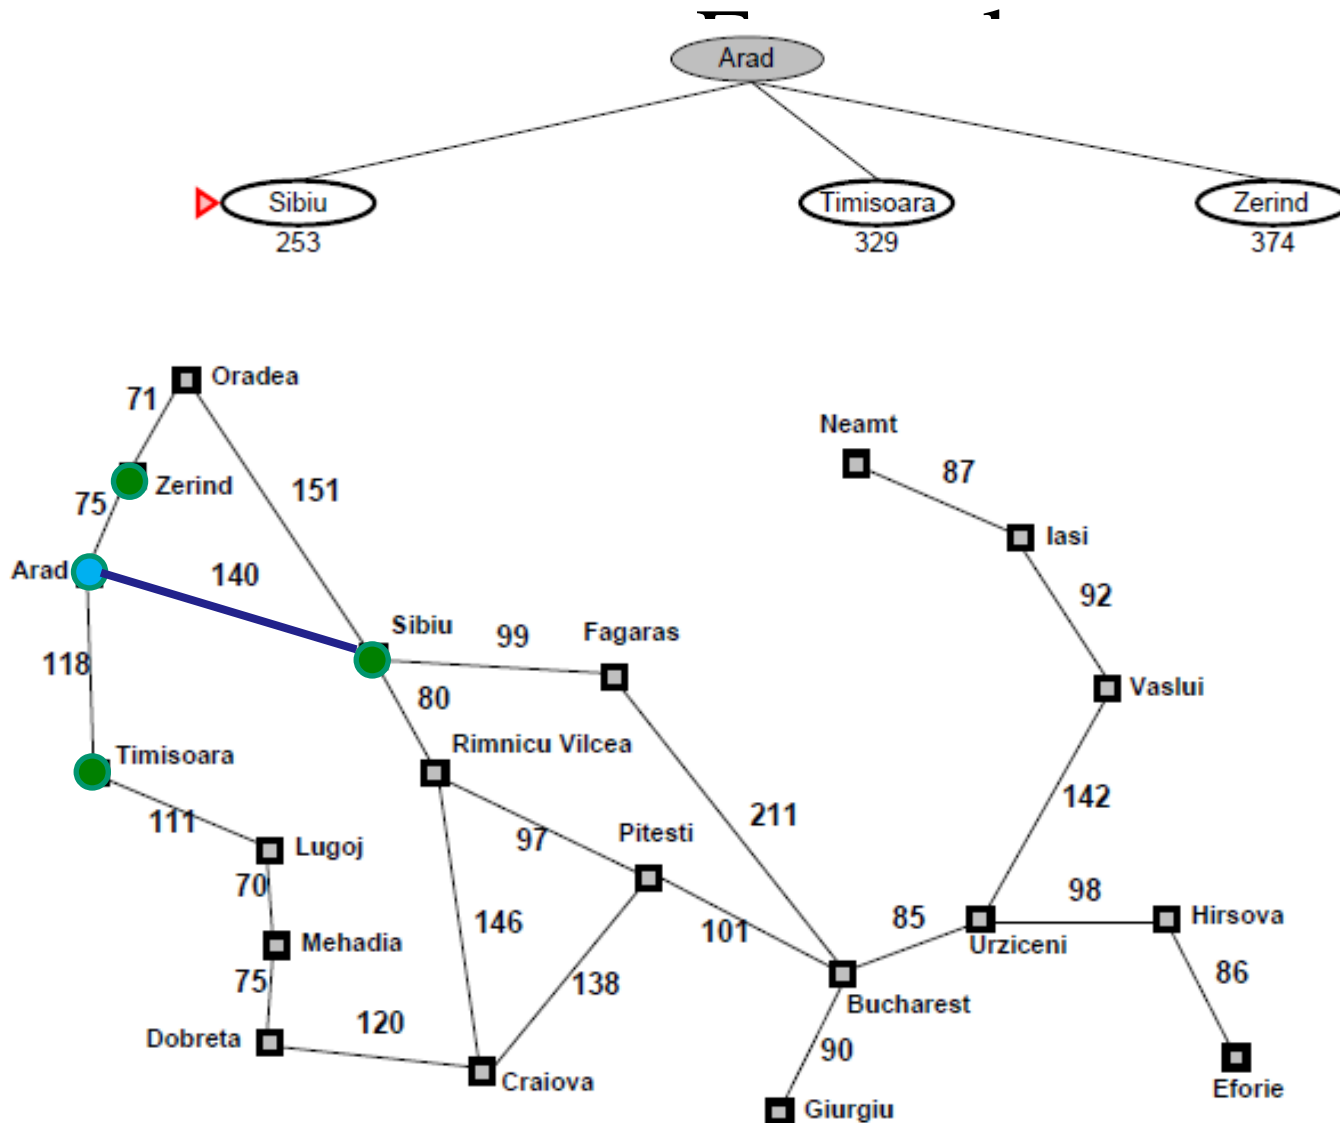 Arad
Sibiu Timisoara Zerind
253 329 374
Oradea
71
Neamt
87
Zerind
151
75
Iasi
Arad
140
92
Sibiu
99
Fagaras
118
80
Vaslui
Rimnicu Vilcea
Timisoara
142
211
111
97
Pitesti
Lugoj
70
98
146
101
85
Hirsova
Mehadia
Urziceni
86
75
138
Bucharest
120
Dobreta
90
Craiova
Eforie
Giurgiu